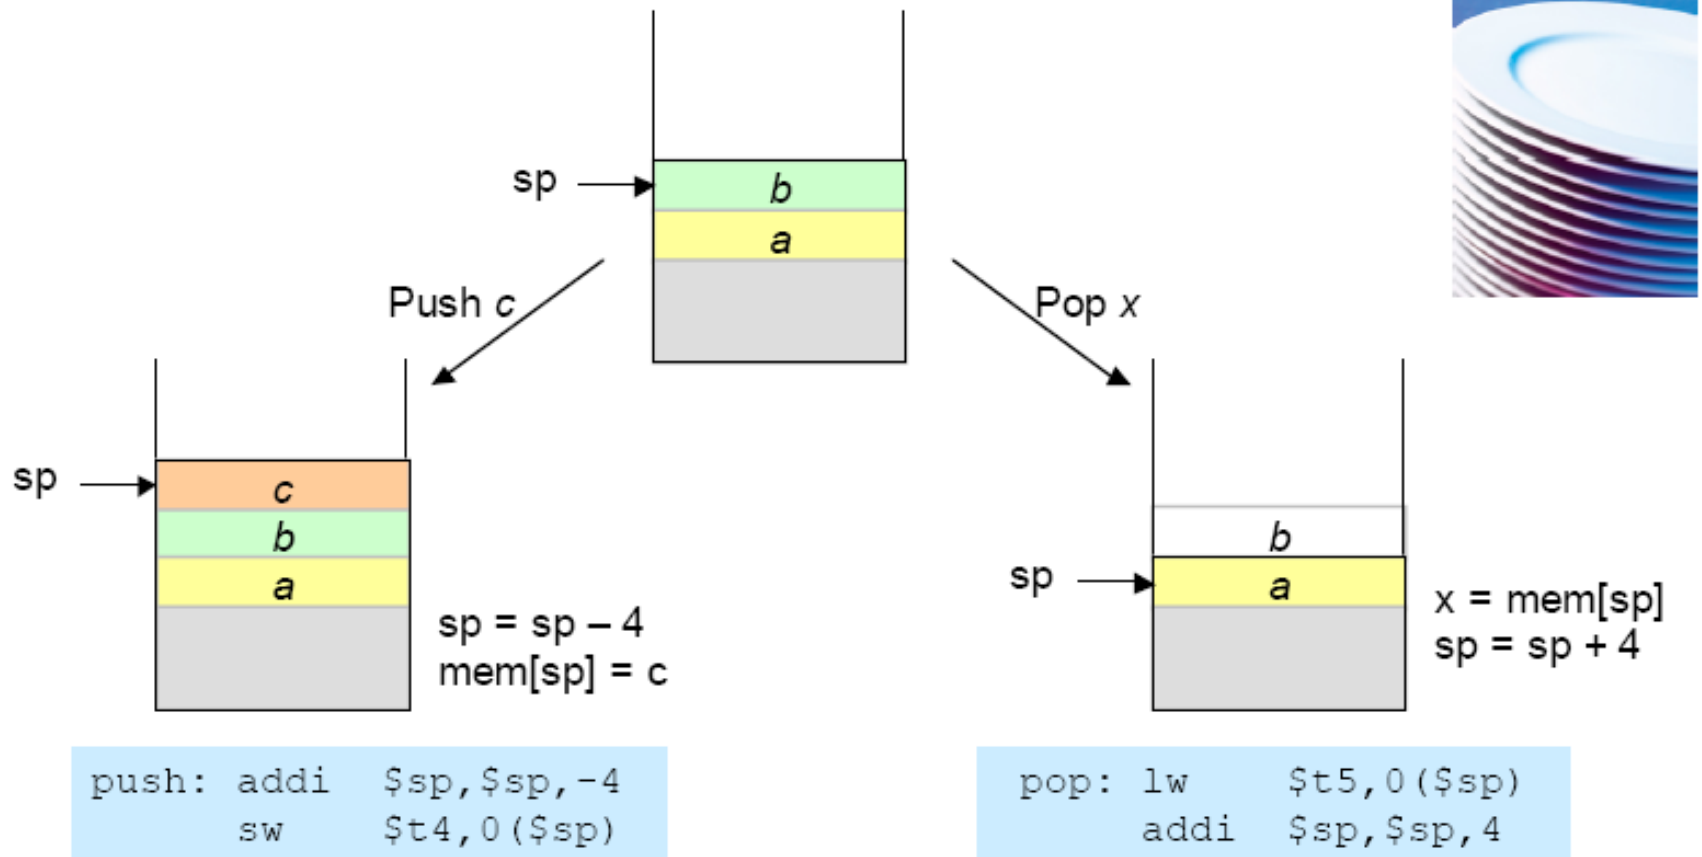 sp
b
a
Push c
Pop x
sp
c
b
a
sp = sp – 4
mem[sp] = c
sp
b
a
x = mem[sp]
sp = sp + 4
push: addi $sp,$sp,-4
sw $t4,0($sp)
pop: lw $t5,0($sp)
addi $sp,$sp,4